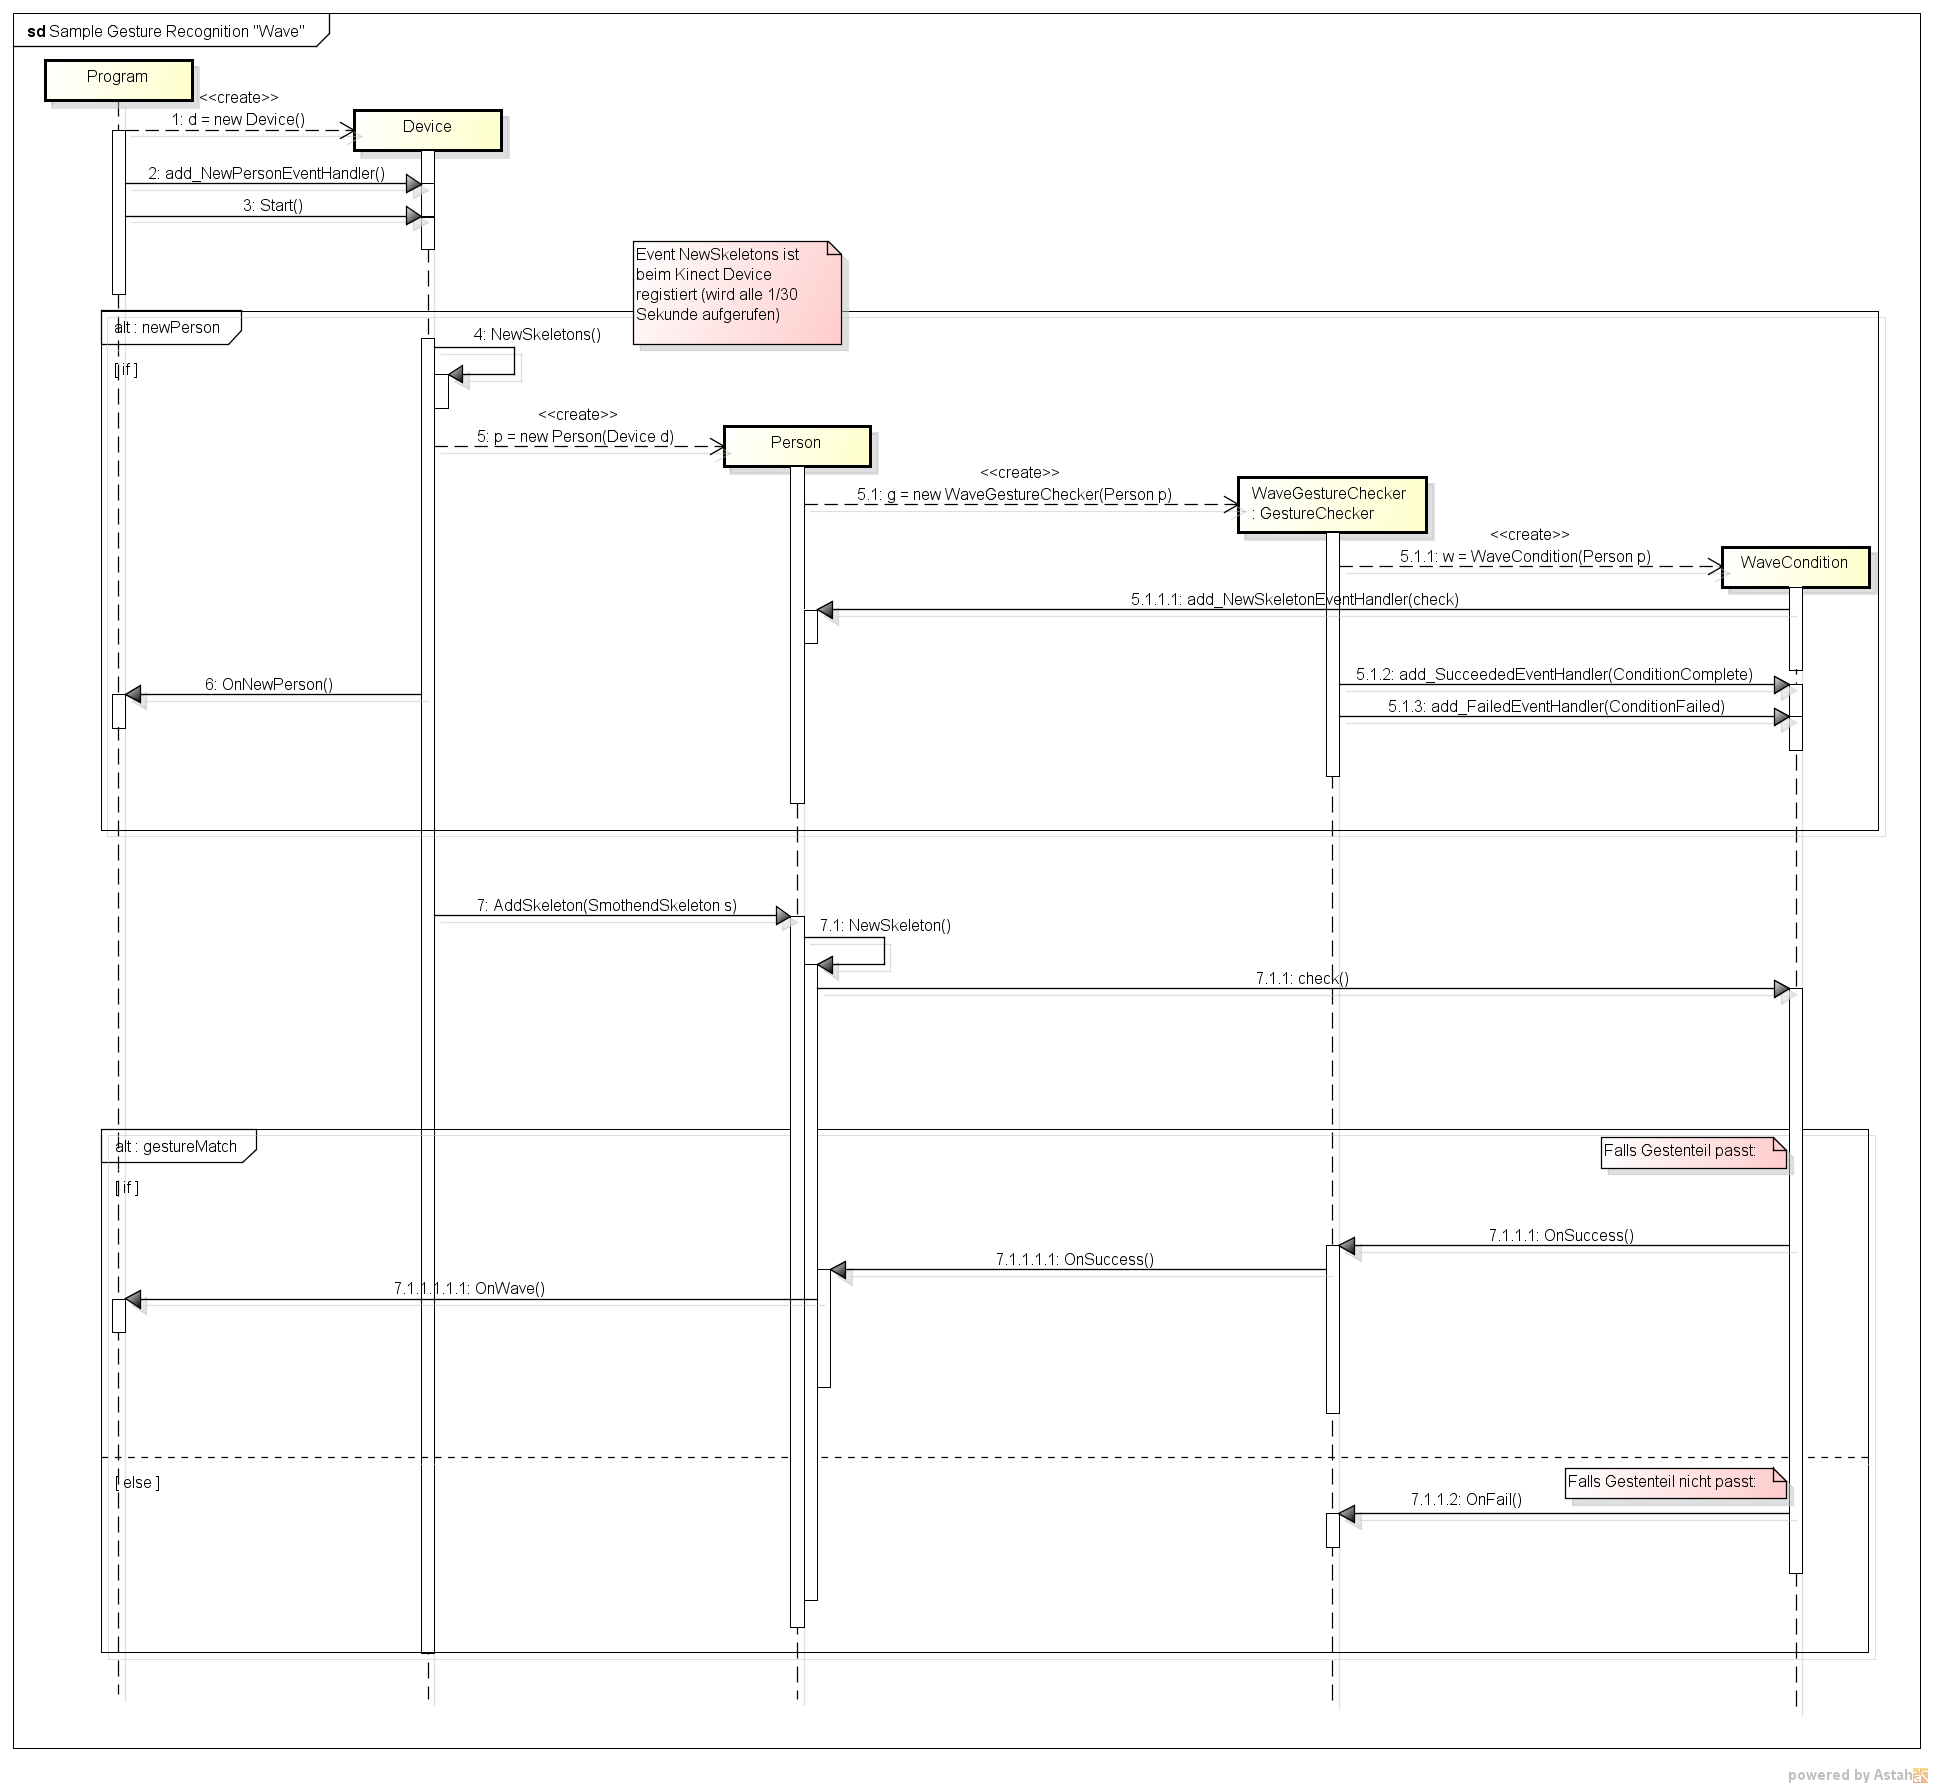 sd Sample Gesture Recognition "Wave"
Program
<<create>>
1: d = new Device()
Device
2: add_NewPersonEventHandler()
3: Start()
Event NewSkeletons ist
beim Kinect Device
registiert (wird alle 1/30
Sekunde aufgerufen)
alt : newPerson
[ if ]
4: NewSkeletons()
<<create>>
5: p = new Person(Device d)
Person
<<create>>
5.1: g = new WaveGestureChecker(Person p)
WaveGestureChecker
: GestureChecker
<<create>>
5.1.1: w = WaveCondition(Person p)
WaveCondition
5.1.1.1: add_NewSkeletonEventHandler(check)
5.1.2: add_SucceededEventHandler(ConditionComplete)
6: OnNewPerson()
5.1.3: add_FailedEventHandler(ConditionFailed)
7: AddSkeleton(SmothendSkeleton s)
7.1: NewSkeleton()
7.1.1: check()
alt : gestureMatch
Falls Gestenteil passt:
[ if ]
7.1.1.1: OnSuccess()
7.1.1.1.1: OnSuccess()
7.1.1.1.1.1: OnWave()
[ else ]
Falls Gestenteil nicht passt:
7.1.1.2: OnFail()
powered by Astah